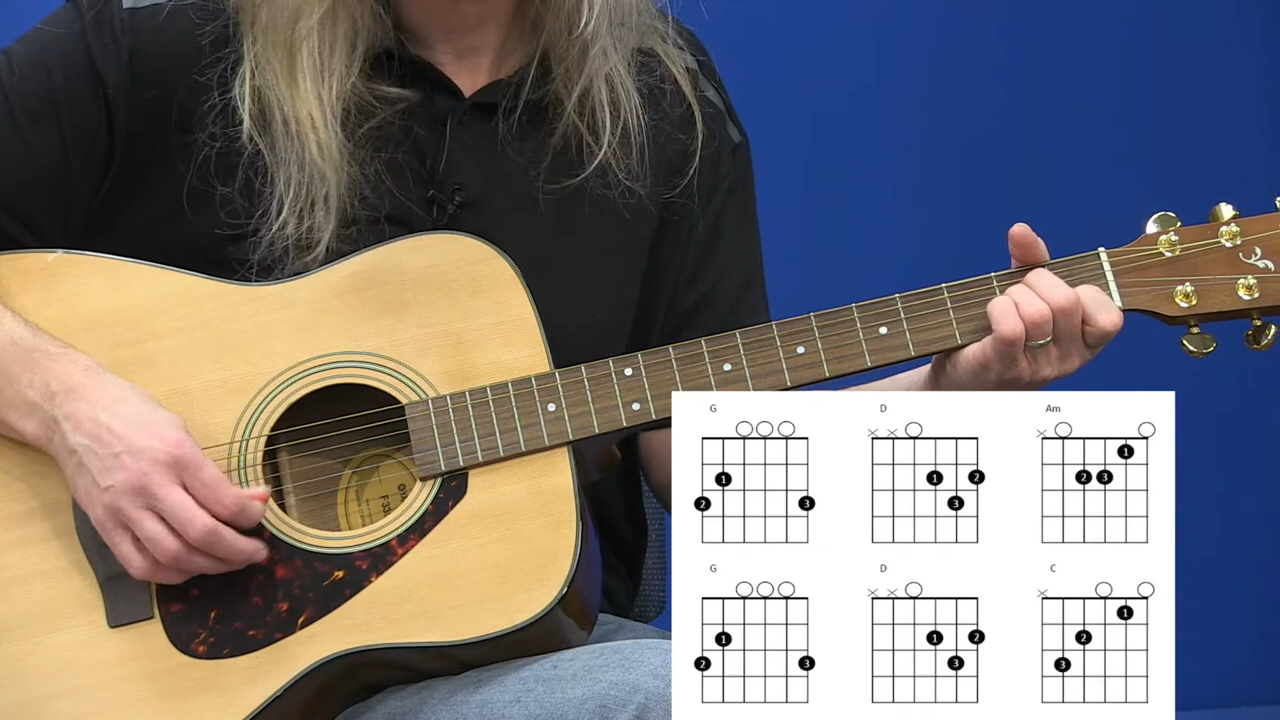 G D Am
X X X X
1 1 2 2 3 1
2 3 3
G D C
X X X
1 1 2 2 1
2 3 3 3
F33